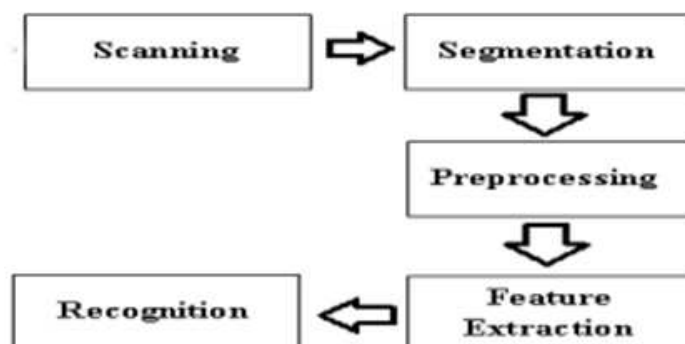 Scanning
Segmentation
Preprocessing
Feature
Extraction
Recognition